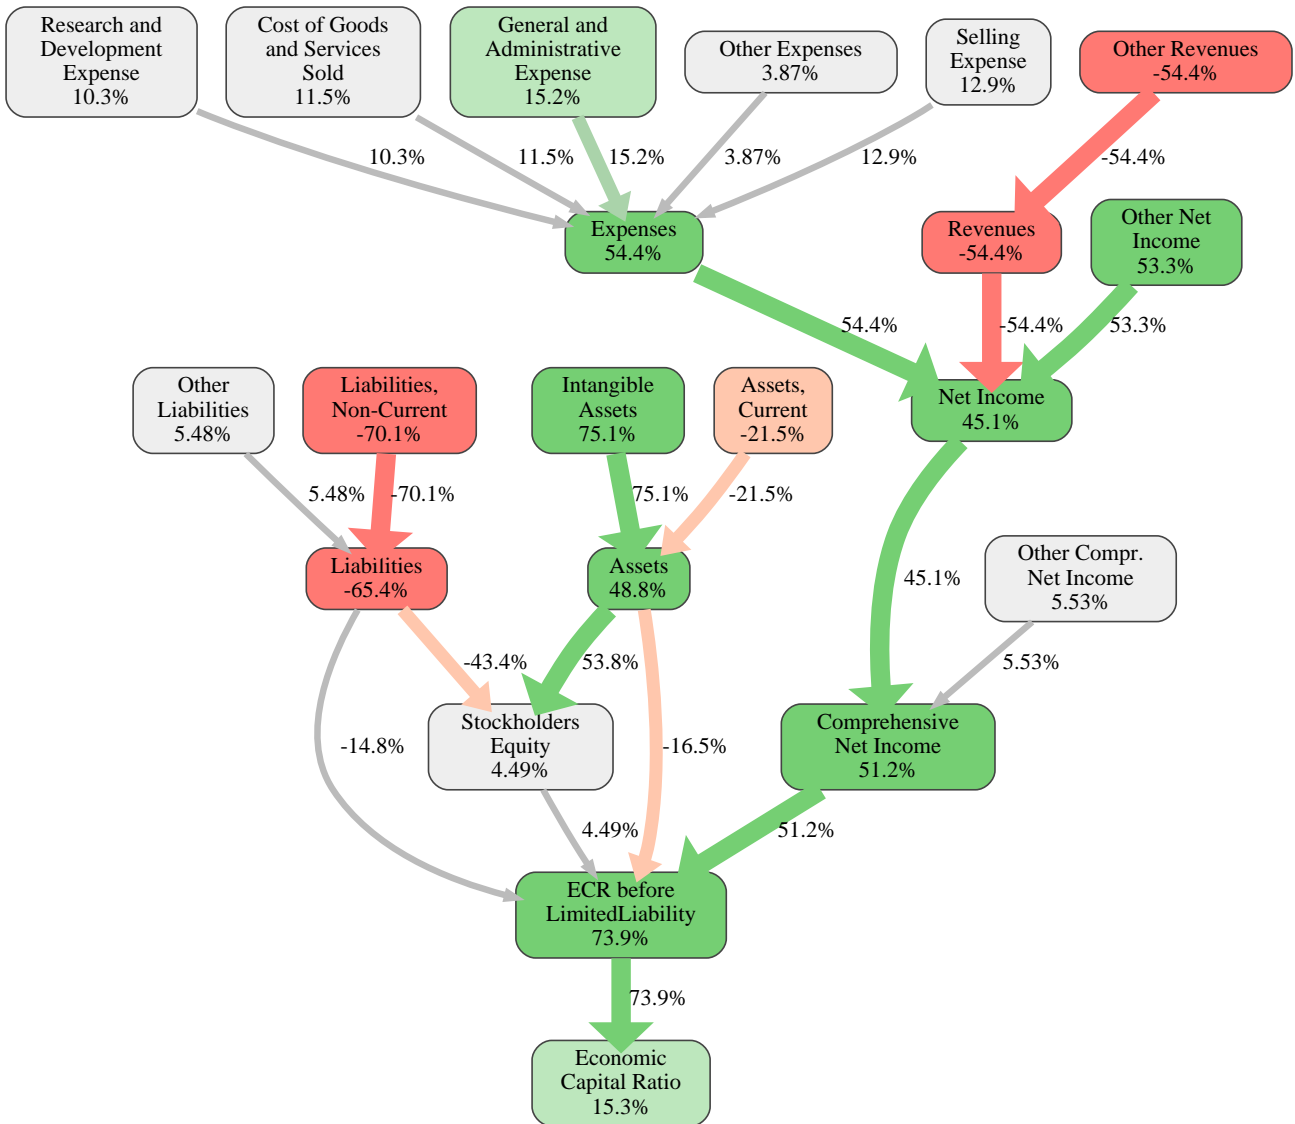 Research and
Development
Expense
10.3%
Cost of Goods
and Services
Sold
11.5%
General and
Administrative
Expense
15.2%
Other Expenses
3.87%
Selling
Expense
12.9%
Other Revenues
-54.4%
10.3%
11.5%
15.2%
3.87%
12.9%
-54.4%
Expenses
54.4%
Revenues
-54.4%
Other Net
Income
53.3%
54.4%
-54.4%
53.3%
Other
Liabilities
5.48%
Liabilities,
Non-Current
-70.1%
Intangible
Assets
75.1%
Assets,
Current
-21.5%
Net Income
45.1%
5.48%
-70.1%
75.1%
-21.5%
Liabilities
-65.4%
Assets
48.8%
45.1%
Other Compr.
Net Income
5.53%
-43.4%
53.8%
5.53%
Stockholders
Equity
4.49%
Comprehensive
Net Income
51.2%
-14.8%
-16.5%
4.49%
51.2%
ECR before
LimitedLiability
73.9%
73.9%
Economic
Capital Ratio
15.3%